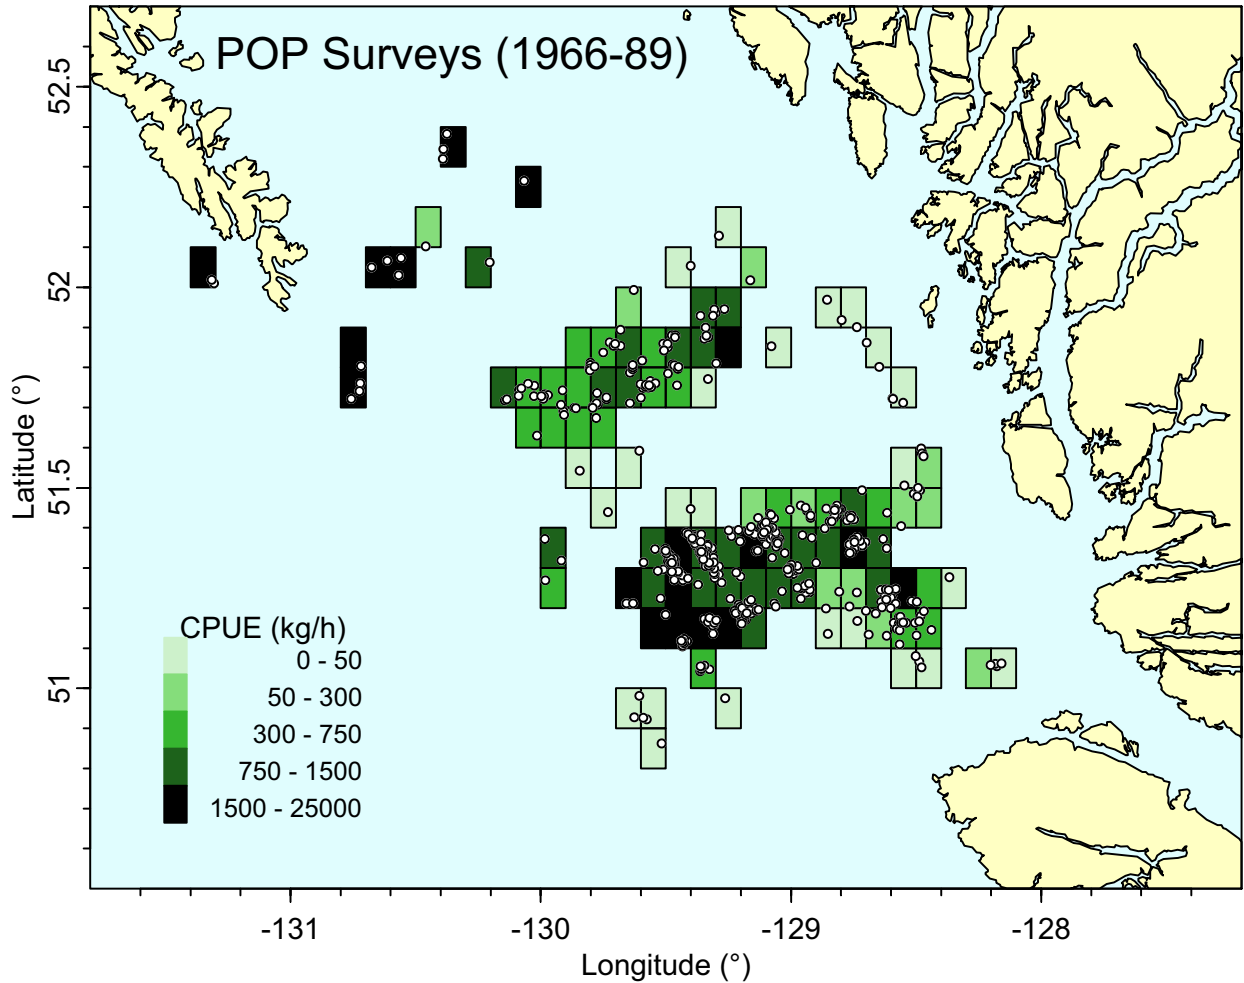 POP Surveys (1966-89)
52.5
52
51.5
51
Latitude (°)
CPUE (kg/h)
0 - 50
50 - 300
300 - 750
750 - 1500
1500 - 25000
-131
-130
-129
-128
Longitude (°)